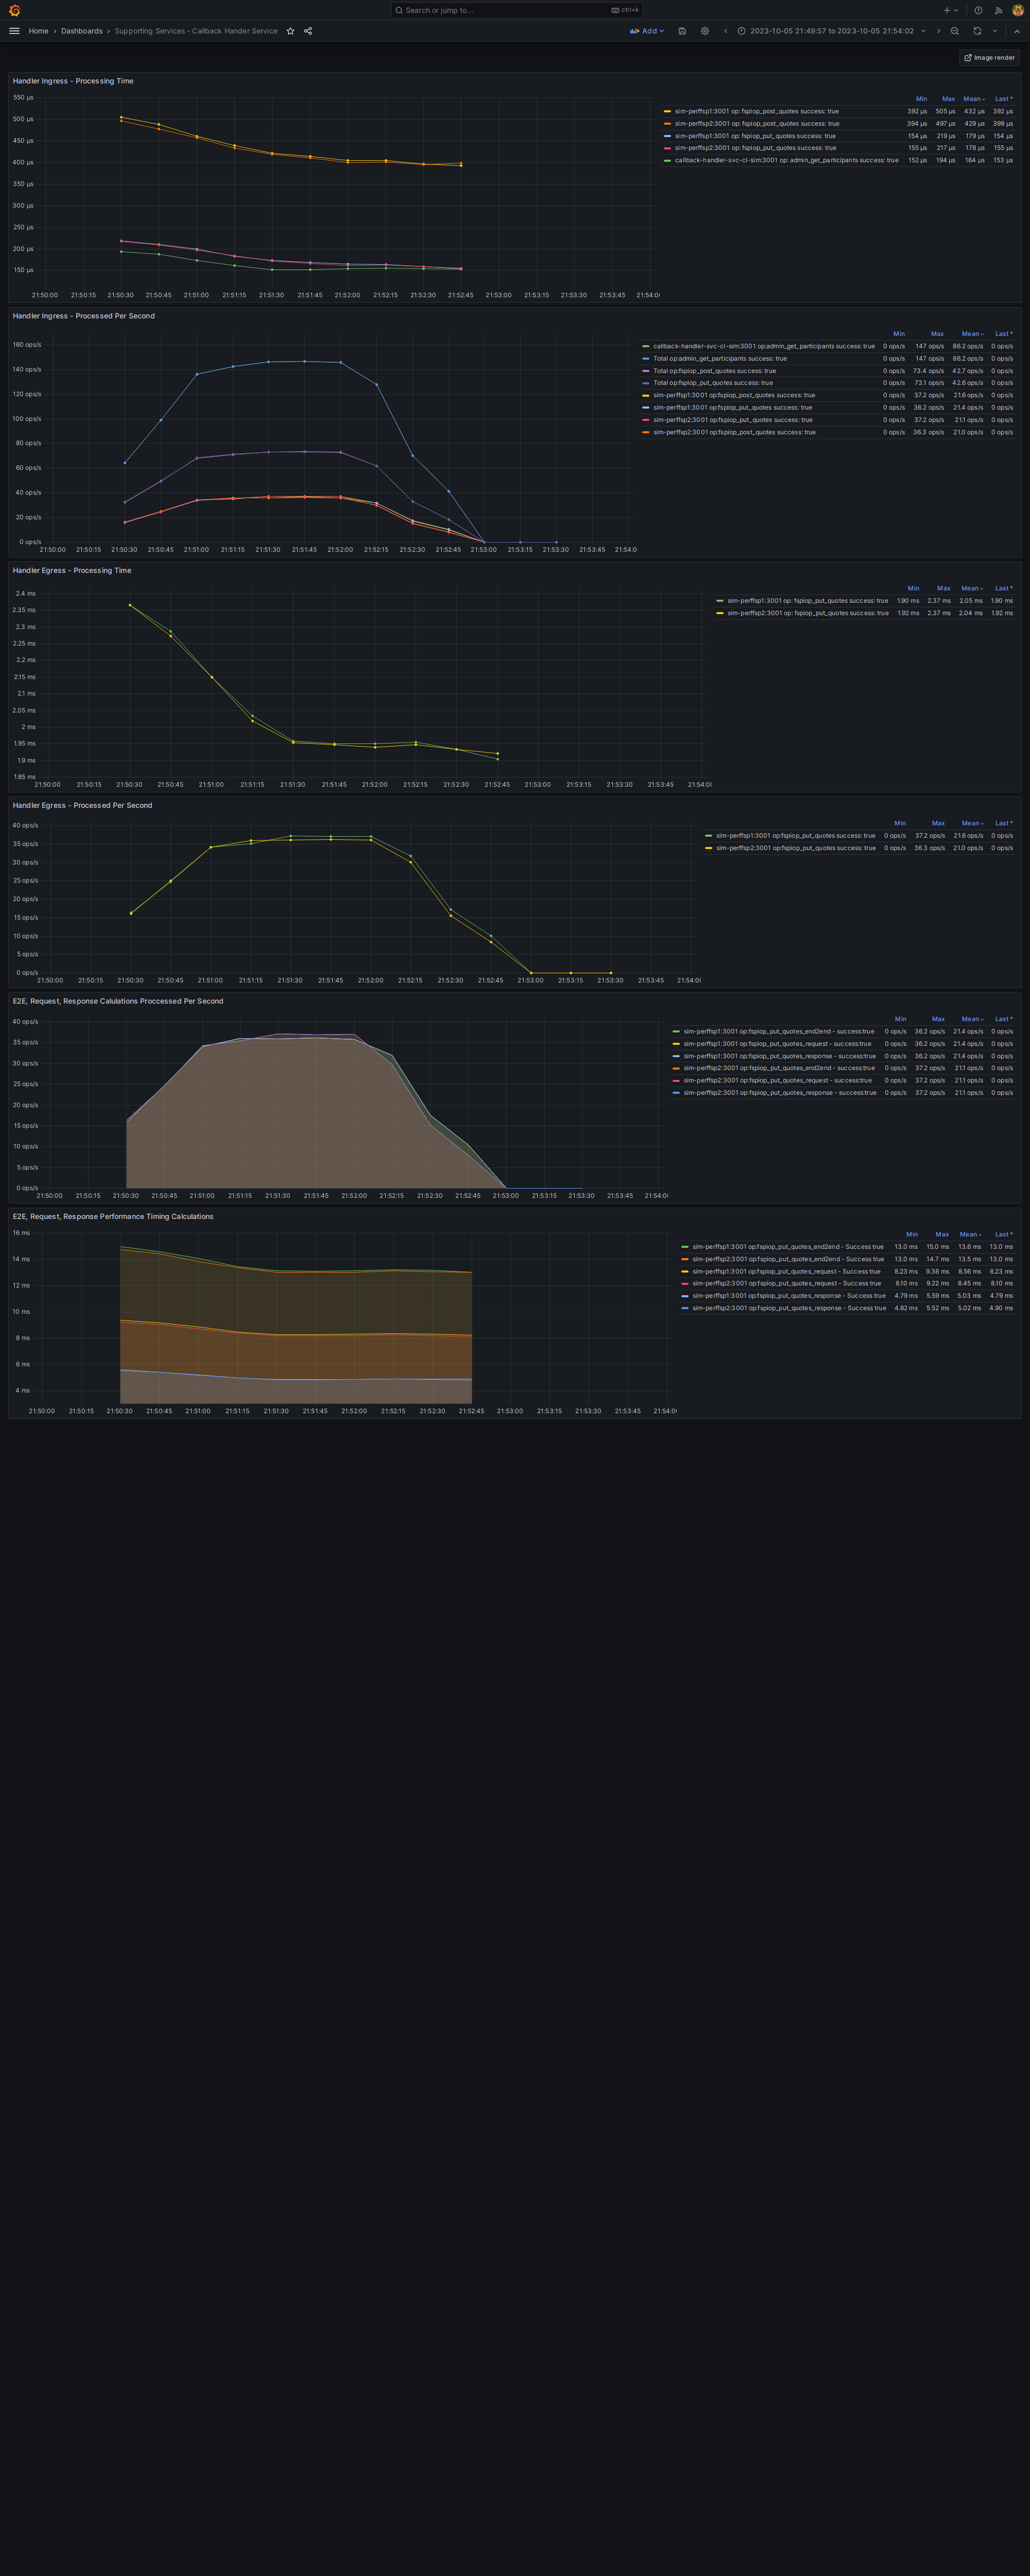 Search or jump to...
ctrl+k
Home › Dashboards › Supporting Services - Callback Hander Service
Add
2023-10-05 21:49:57 to 2023-10-05 21:54:02
Image render
Handler Ingress - Processing Time
550 µs
500 µs
450 µs
400 µs
350 µs
300 µs
250 µs
200 µs
150 µs
21:50:00 21:50:15 21:50:30 21:50:45 21:51:00 21:51:15 21:51:30 21:51:45 21:52:00 21:52:15 21:52:30 21:52:45 21:53:00 21:53:15 21:53:30 21:53:45 21:54:0
Min Max Mean Last *
sim-perffsp1:3001 op: fspiop_post_quotes success: true 392 µs 505 µs 432 µs 392 µs
sim-perffsp2:3001 op: fspiop_post_quotes success: true 394 µs 497 µs 429 µs 399 µs
sim-perffsp1:3001 op: fspiop_put_quotes success: true 154 µs 219 µs 179 µs 154 µs
sim-perffsp2:3001 op: fspiop_put_quotes success: true 155 µs 217 µs 178 µs 155 µs
callback-handler-svc-cl-sim:3001 op: admin_get_participants success: true 152 µs 194 µs 164 µs 153 µs
Handler Ingress - Processed Per Second
160 ops/s
140 ops/s
120 ops/s
100 ops/s
80 ops/s
60 ops/s
40 ops/s
20 ops/s
0 ops/s
21:50:00 21:50:15 21:50:30 21:50:45 21:51:00 21:51:15 21:51:30 21:51:45 21:52:00 21:52:15 21:52:30 21:52:45 21:53:00 21:53:15 21:53:30 21:53:45 21:54:0
Min Max Mean Last *
callback-handler-svc-cl-sim:3001 op:admin_get_participants success: true 0 ops/s 147 ops/s 86.2 ops/s 0 ops/s
Total op:admin_get_participants success: true 0 ops/s 147 ops/s 86.2 ops/s 0 ops/s
Total op:fspiop_post_quotes success: true 0 ops/s 73.4 ops/s 42.7 ops/s 0 ops/s
Total op:fspiop_put_quotes success: true 0 ops/s 73.1 ops/s 42.6 ops/s 0 ops/s
sim-perffsp1:3001 op:fspiop_post_quotes success: true 0 ops/s 37.2 ops/s 21.6 ops/s 0 ops/s
sim-perffsp1:3001 op:fspiop_put_quotes success: true 0 ops/s 36.2 ops/s 21.4 ops/s 0 ops/s
sim-perffsp2:3001 op:fspiop_put_quotes success: true 0 ops/s 37.2 ops/s 21.1 ops/s 0 ops/s
sim-perffsp2:3001 op:fspiop_post_quotes success: true 0 ops/s 36.3 ops/s 21.0 ops/s 0 ops/s
Handler Egress - Processing Time
2.4 ms
2.35 ms
2.3 ms
2.25 ms
2.2 ms
2.15 ms
2.1 ms
2.05 ms
2 ms
1.95 ms
1.9 ms
1.85 ms
21:50:00 21:50:15 21:50:30 21:50:45 21:51:00 21:51:15 21:51:30 21:51:45 21:52:00 21:52:15 21:52:30 21:52:45 21:53:00 21:53:15 21:53:30 21:53:45 21:54:0
Min Max Mean Last *
sim-perffsp1:3001 op: fspiop_put_quotes success: true 1.90 ms 2.37 ms 2.05 ms 1.90 ms
sim-perffsp2:3001 op: fspiop_put_quotes success: true 1.92 ms 2.37 ms 2.04 ms 1.92 ms
Handler Egress - Processed Per Second
40 ops/s
35 ops/s
30 ops/s
25 ops/s
20 ops/s
15 ops/s
10 ops/s
5 ops/s
0 ops/s
21:50:00 21:50:15 21:50:30 21:50:45 21:51:00 21:51:15 21:51:30 21:51:45 21:52:00 21:52:15 21:52:30 21:52:45 21:53:00 21:53:15 21:53:30 21:53:45 21:54:0
Min Max Mean Last *
sim-perffsp1:3001 op:fspiop_put_quotes success: true 0 ops/s 37.2 ops/s 21.6 ops/s 0 ops/s
sim-perffsp2:3001 op:fspiop_put_quotes success: true 0 ops/s 36.3 ops/s 21.0 ops/s 0 ops/s
E2E, Request, Response Calulations Proccessed Per Second
40 ops/s
35 ops/s
30 ops/s
25 ops/s
20 ops/s
15 ops/s
10 ops/s
5 ops/s
0 ops/s
21:50:00 21:50:15 21:50:30 21:50:45 21:51:00 21:51:15 21:51:30 21:51:45 21:52:00 21:52:15 21:52:30 21:52:45 21:53:00 21:53:15 21:53:30 21:53:45 21:54:0
Min Max Mean Last *
sim-perffsp1:3001 op:fspiop_put_quotes_end2end - success:true 0 ops/s 36.2 ops/s 21.4 ops/s 0 ops/s
sim-perffsp1:3001 op:fspiop_put_quotes_request - success:true 0 ops/s 36.2 ops/s 21.4 ops/s 0 ops/s
sim-perffsp1:3001 op:fspiop_put_quotes_response - success:true 0 ops/s 36.2 ops/s 21.4 ops/s 0 ops/s
sim-perffsp2:3001 op:fspiop_put_quotes_end2end - success:true 0 ops/s 37.2 ops/s 21.1 ops/s 0 ops/s
sim-perffsp2:3001 op:fspiop_put_quotes_request - success:true 0 ops/s 37.2 ops/s 21.1 ops/s 0 ops/s
sim-perffsp2:3001 op:fspiop_put_quotes_response - success:true 0 ops/s 37.2 ops/s 21.1 ops/s 0 ops/s
E2E, Request, Response Performance Timing Calculations
16 ms
14 ms
12 ms
10 ms
8 ms
6 ms
4 ms
21:50:00 21:50:15 21:50:30 21:50:45 21:51:00 21:51:15 21:51:30 21:51:45 21:52:00 21:52:15 21:52:30 21:52:45 21:53:00 21:53:15 21:53:30 21:53:45 21:54:0
Min Max Mean Last *
sim-perffsp1:3001 op:fspiop_put_quotes_end2end - Success true 13.0 ms 15.0 ms 13.6 ms 13.0 ms
sim-perffsp2:3001 op:fspiop_put_quotes_end2end - Success true 13.0 ms 14.7 ms 13.5 ms 13.0 ms
sim-perffsp1:3001 op:fspiop_put_quotes_request - Success true 8.23 ms 9.38 ms 8.56 ms 8.23 ms
sim-perffsp2:3001 op:fspiop_put_quotes_request - Success true 8.10 ms 9.22 ms 8.45 ms 8.10 ms
sim-perffsp1:3001 op:fspiop_put_quotes_response - Success true 4.79 ms 5.59 ms 5.03 ms 4.79 ms
sim-perffsp2:3001 op:fspiop_put_quotes_response - Success true 4.82 ms 5.52 ms 5.02 ms 4.90 ms